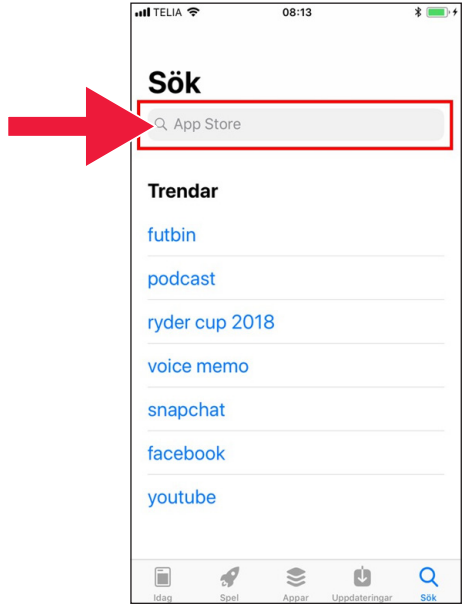 TELIA 08:13
Sök
App Store
Trendar
futbin
podcast
ryder cup 2018
voice memo
snapchat
facebook
youtube
Idag Spel Appar Uppdateringar Sök